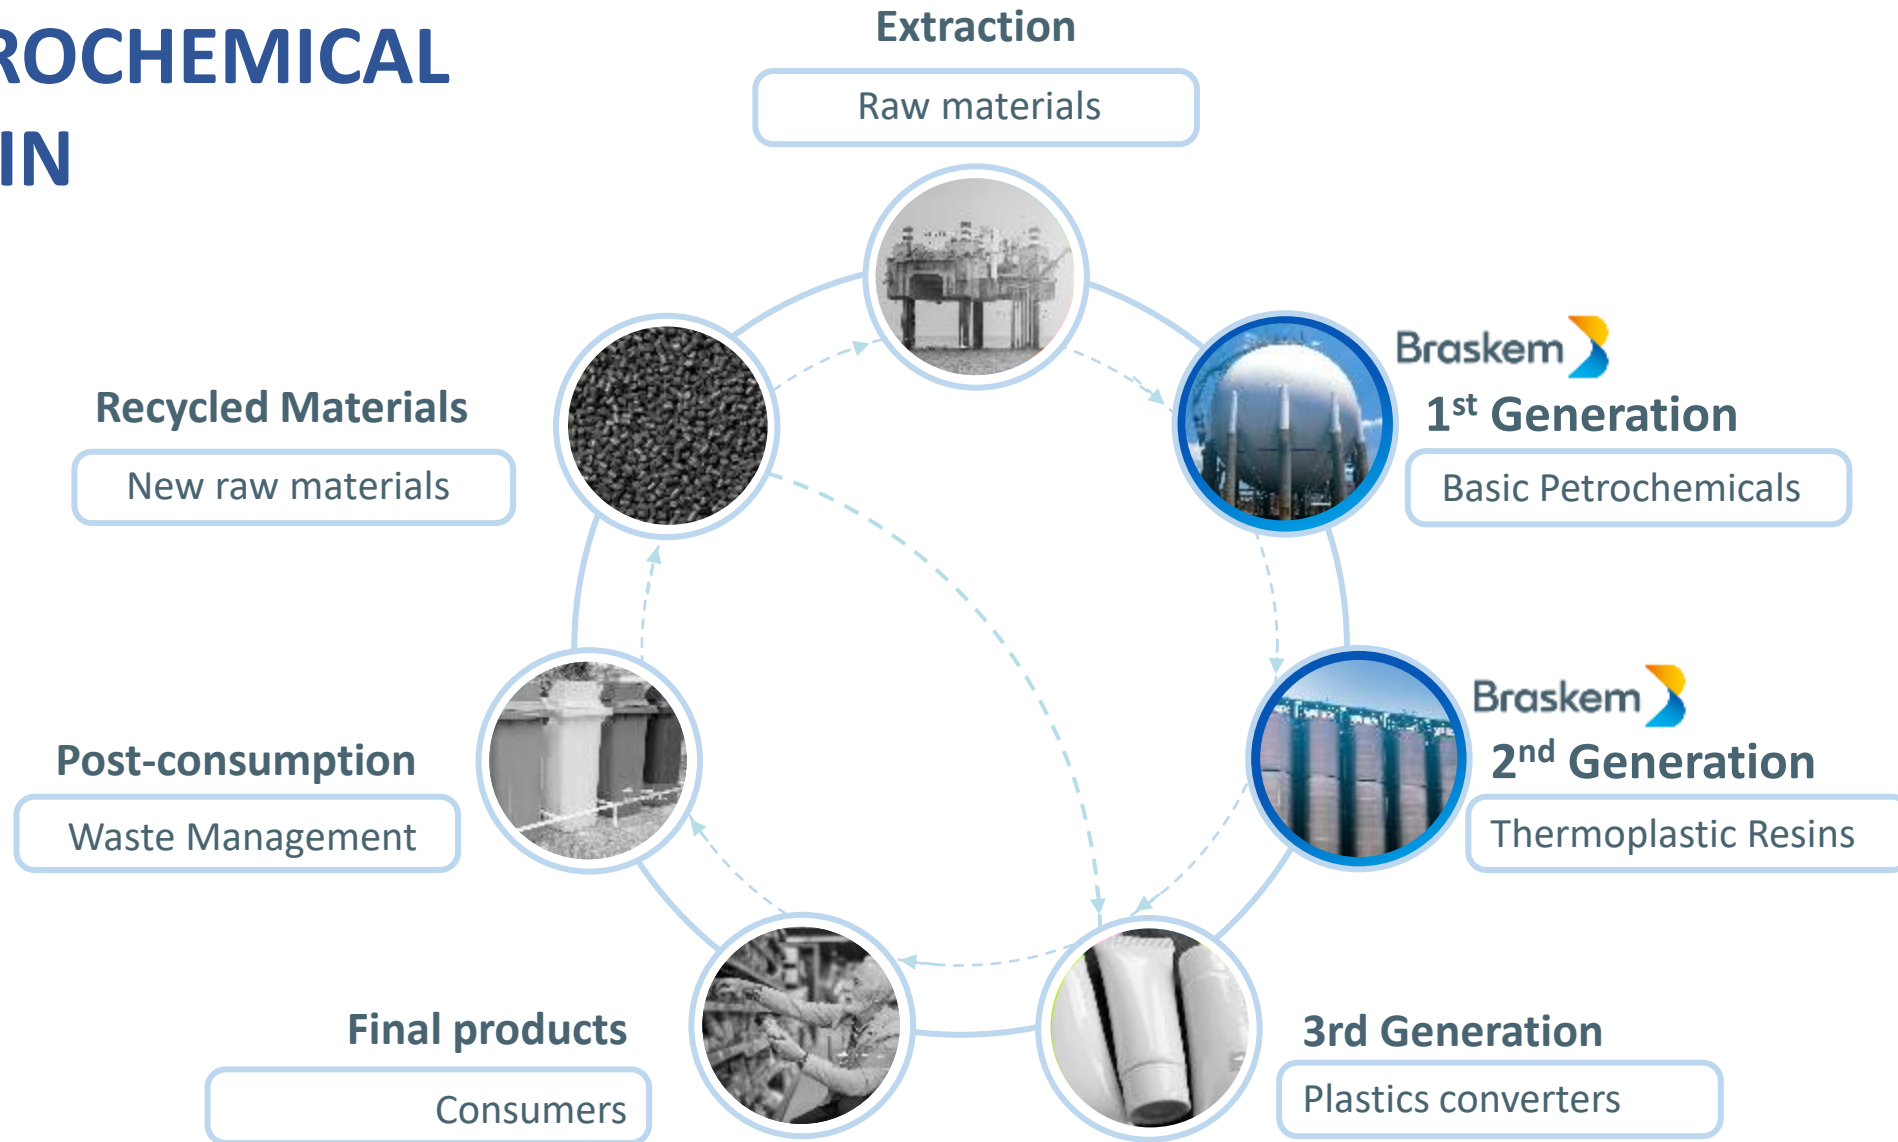 ROCHEMICAL
IN
Extraction
Raw materials
Braskem
1st Generation
Basic Petrochemicals
Recycled Materials
New raw materials
Braskem
2nd Generation
Thermoplastic Resins
Post-consumption
Waste Management
3rd Generation
Plastics converters
Final products
Consumers